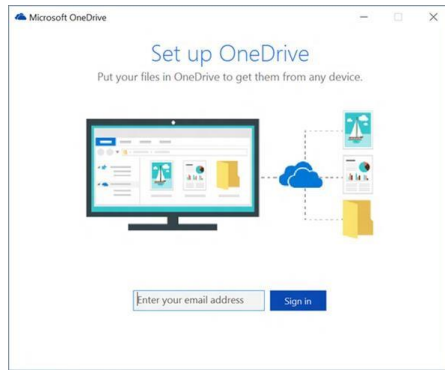 Microsoft OneDrive
Set up OneDrive
Put your files in OneDrive to get them from any device.
Enter your email address
Sign in